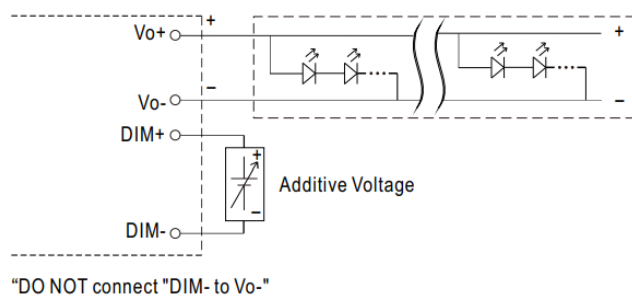 Vo+ + +
Vo- - -
DIM+
+
Additive Voltage
-
DIM-
"DO NOT connect "DIM- to Vo-"